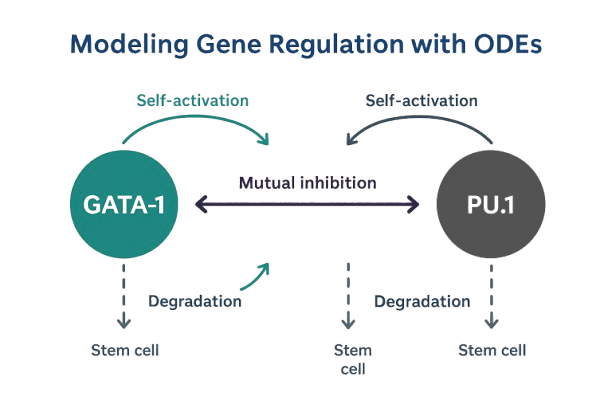 Modeling Gene Regulation with ODEs
Self-activation
Self-activation
GATA-1
Mutual inhibition
PU.1
Degradation
Degradation
Stem cell
Stem
cell
Stem cell